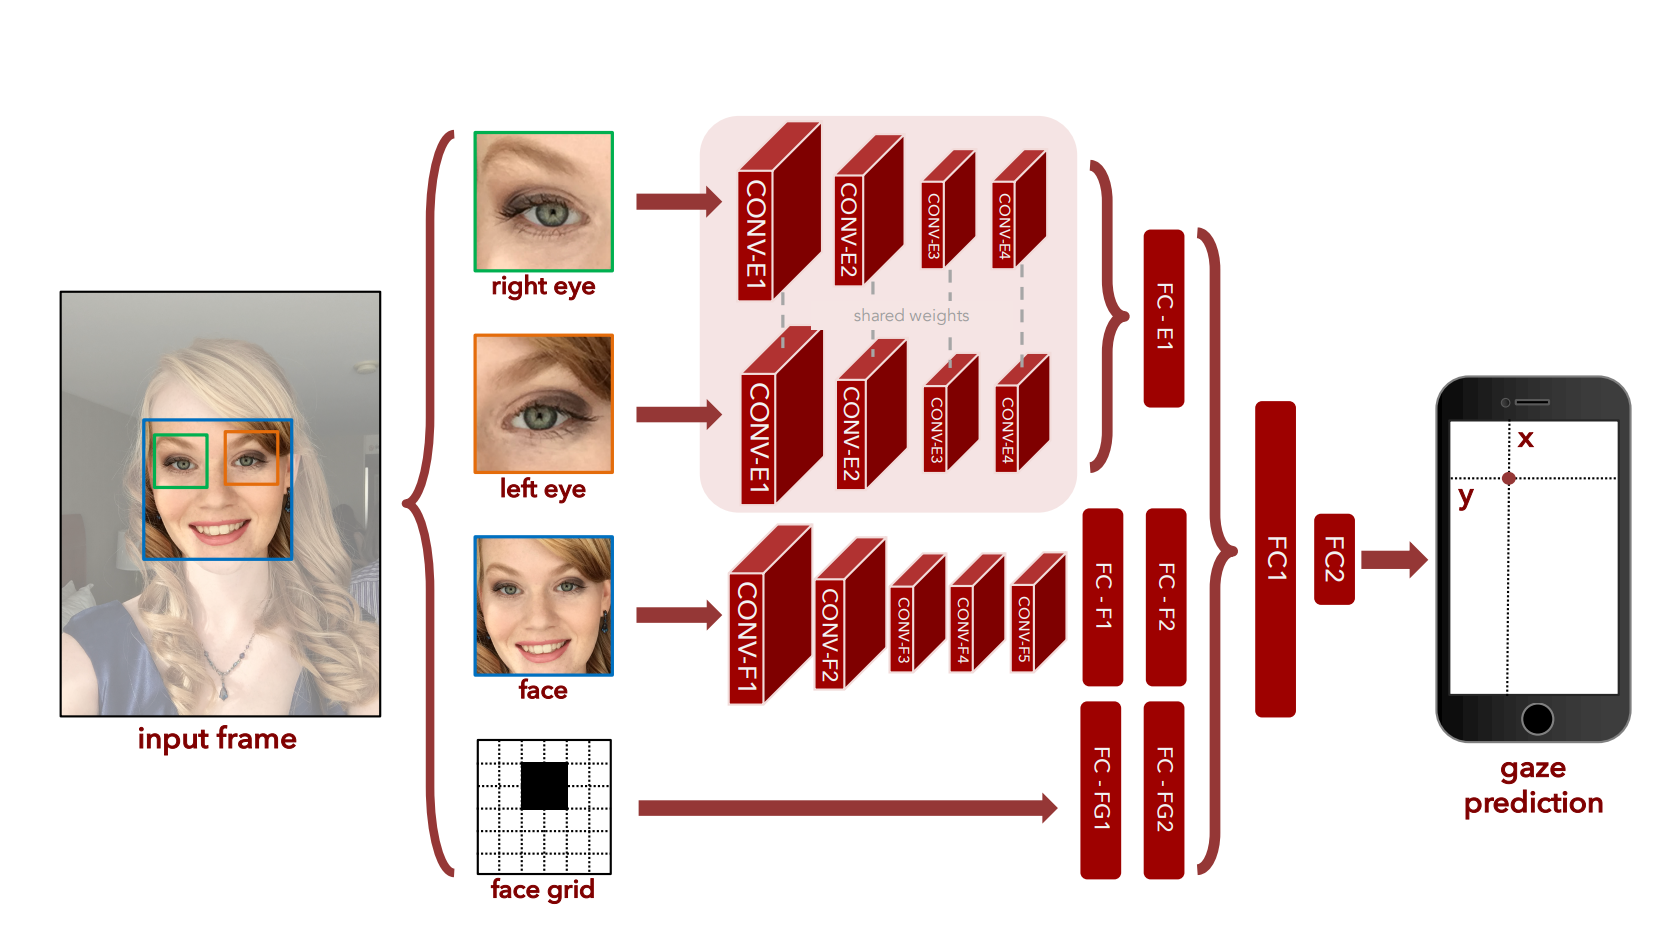 input frame
right eye
left eye
face
face grid
CONV-E1
CONV-E2
CONV-E3
CONV-E4
shared weights
CONV-E1
CONV-E2
CONV-E3
CONV-E4
CONV-F1
CONV-F2
CONV-F3
CONV-F4
CONV-F5
FC - E1
FC - F1
FC - F2
FC - FG1
FC - FG2
FC1
FC2
x
y
gaze
prediction